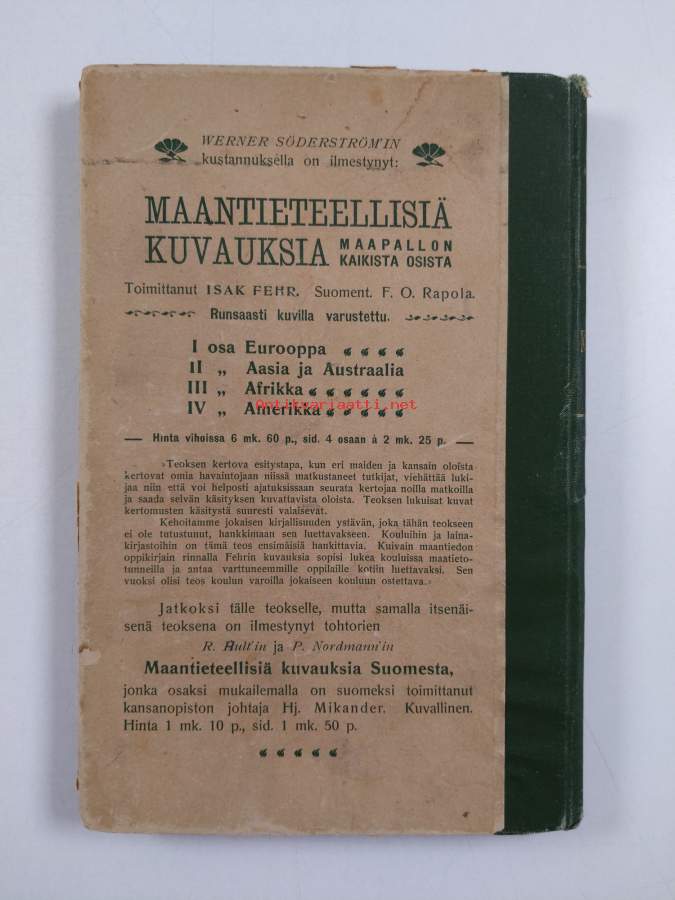 WERNER SÖDERSTRÖM'IN
kustannuksella on ilmestynyt:
MAANTIETEELLISIÄ
KUVAUKSIA MAAPALLON KAIKISTA OSISTA
Toimittanut ISAK FEHR. Suoment. F. O. Rapola.
Runsaasti kuvilla varustettu.
I osa Eurooppa
II „ Aasia ja Austraalia
III „ Afrikka
Antikvariaatti.net
IV „ Amerikka
— Hinta vihoissa 6 mk. 60 p., sid. 4 osaan à 2 mk. 25 p. —
›Teoksen kertova esitystapa, kun eri maiden ja kansain oloista
kertovat omia havaintojaan niissä matkustaneet tutkijat, viehättää luki-
jaa niin että voi helposti ajatuksissaan seurata kertojaa noilla matkoilla
ja saada selvän käsityksen kuvattavista oloista. Teoksen lukuisat kuvat
kertomusten käsitystä suuresti valaisevat.
Kehoitamme jokaisen kirjallisuuden ystävän, joka tähän teokseen
ei ole tutustunut, hankkimaan sen luettavakseen. Kouluihin ja laina-
kirjastoihin on tämä teos ensimäisiä hankittavia. Kuivain maantiedon
oppikirjain rinnalla Fehrin kuvauksia sopisi lukea kouluissa maatieto-
tunneilla ja antaa varttuneemmille oppilaille kotiin luettavaksi. Sen
vuoksi olisi teos koulun varoilla jokaiseen kouluun ostettava.›
Jatkoksi tälle teokselle, mutta samalla itsenäi-
senä teoksena on ilmestynyt tohtorien
R. Hult'in ja P. Nordmann'in
Maantieteellisiä kuvauksia Suomesta,
jonka osaksi mukailemalla on suomeksi toimittanut
kansanopiston johtaja Hj. Mikander. Kuvallinen.
Hinta 1 mk. 10 p., sid. 1 mk. 50 p.